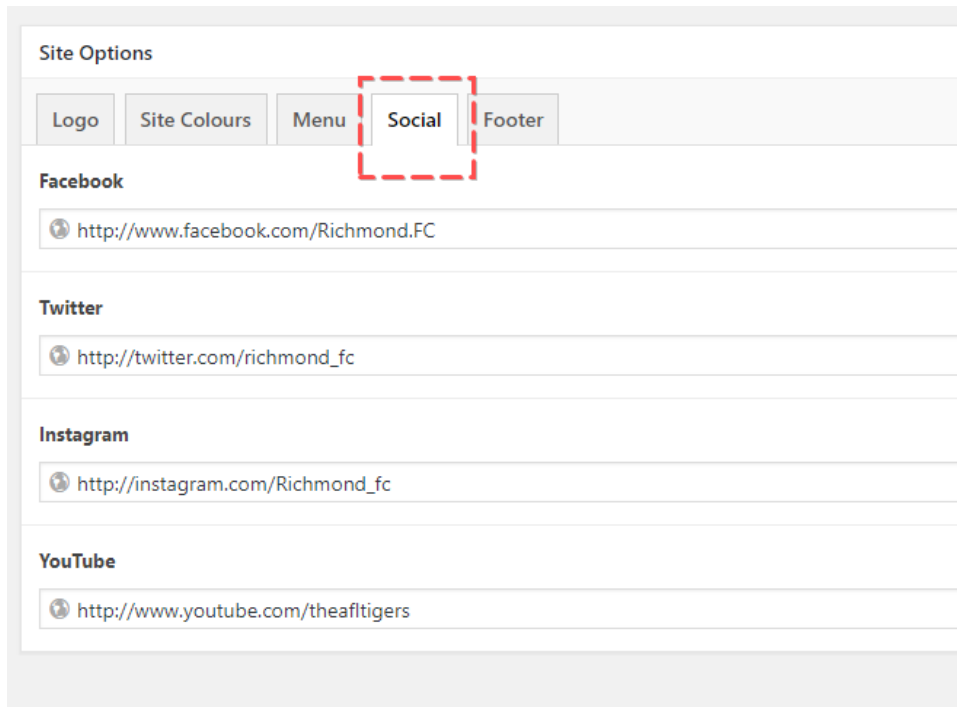 Site Options
Logo Site Colours Menu Social Footer
Facebook
http://www.facebook.com/Richmond.FC
Twitter
http://twitter.com/richmond_fc
Instagram
http://instagram.com/Richmond_fc
YouTube
http://www.youtube.com/theafltigers